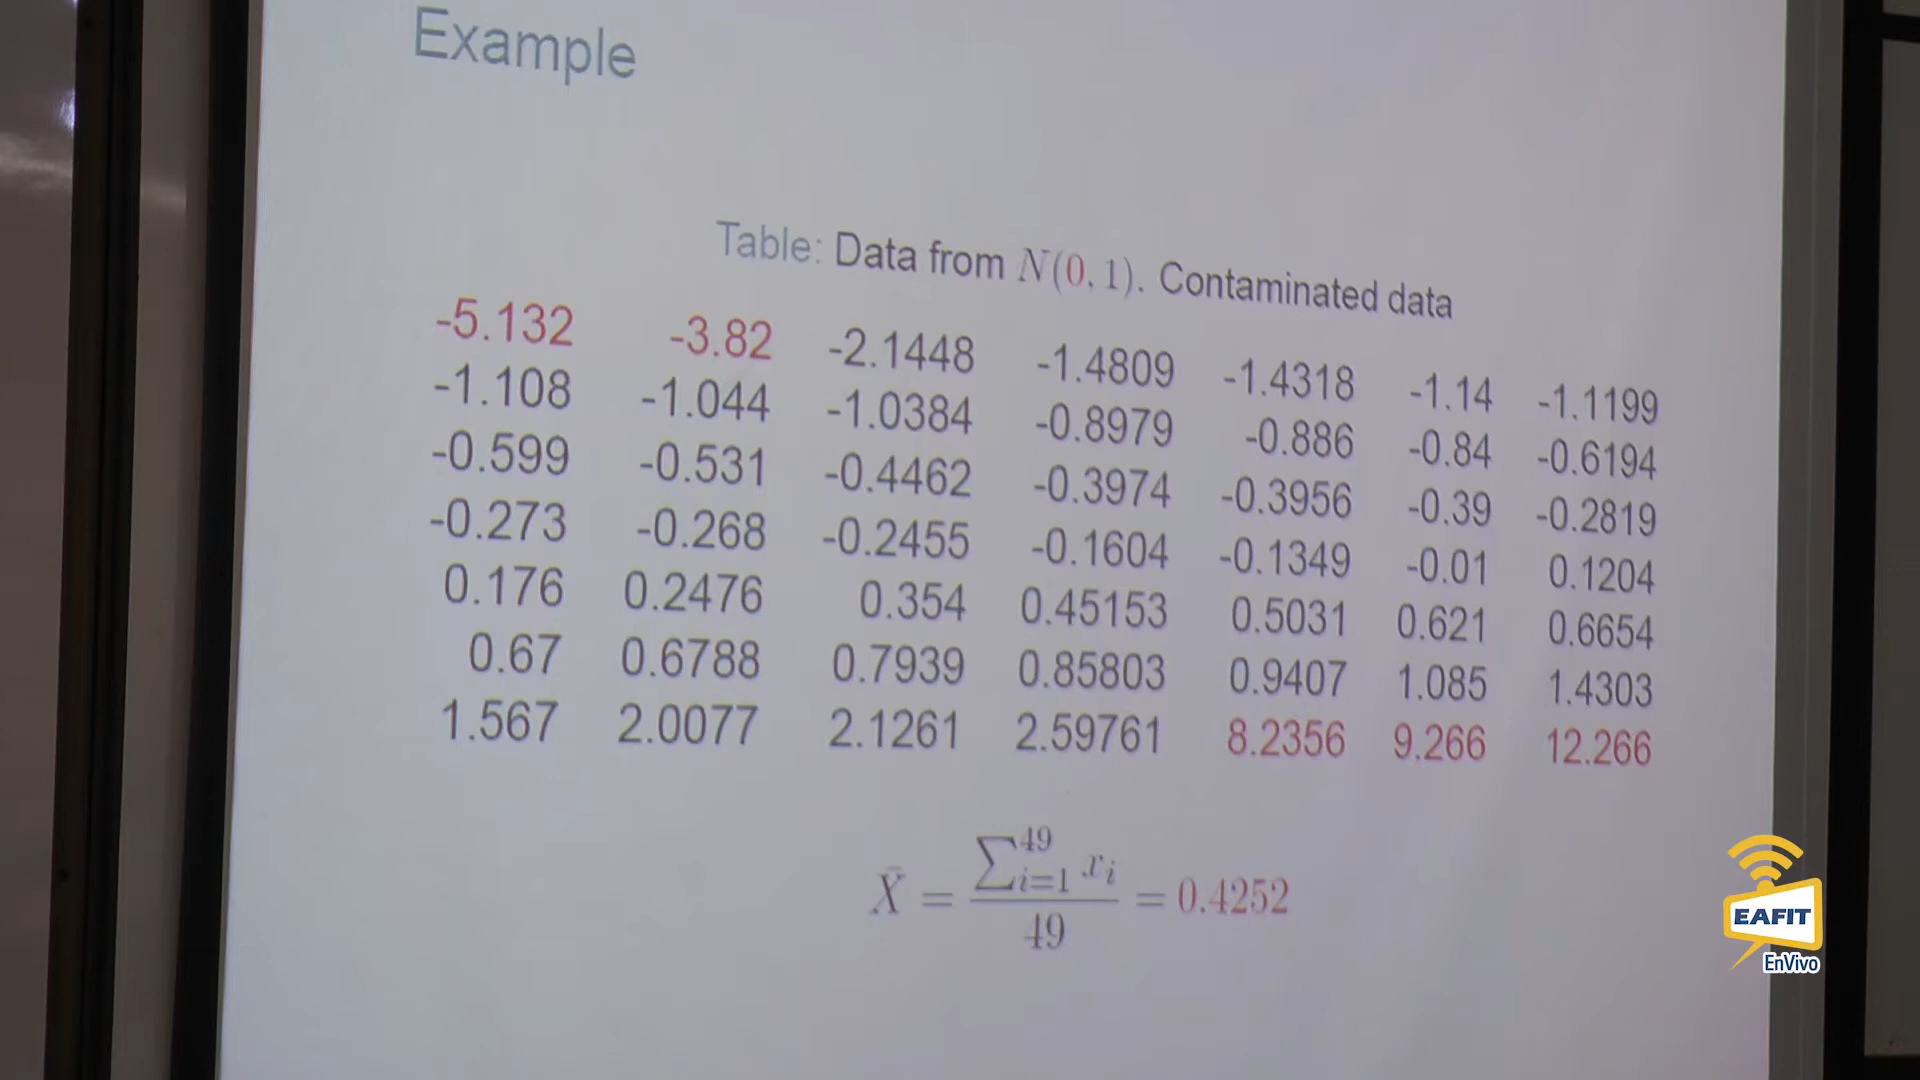 Example
Table: Data from N(0, 1). Contaminated data
-5.132 -3.82 -2.1448 -1.4809 -1.4318 -1.14 -1.1199
-1.108 -1.044 -1.0384 -0.8979 -0.886 -0.84 -0.6194
-0.599 -0.531 -0.4462 -0.3974 -0.3956 -0.39 -0.2819
-0.273 -0.268 -0.2455 -0.1604 -0.1349 -0.01 0.1204
0.176 0.2476 0.354 0.45153 0.5031 0.621 0.6654
0.67 0.6788 0.7939 0.85803 0.9407 1.085 1.4303
1.567 2.0077 2.1261 2.59761 8.2356 9.266 12.266
X̄ = ∑_{i=1}^{49} x_i / 49 = 0.4252
EAFIT
EnVivo